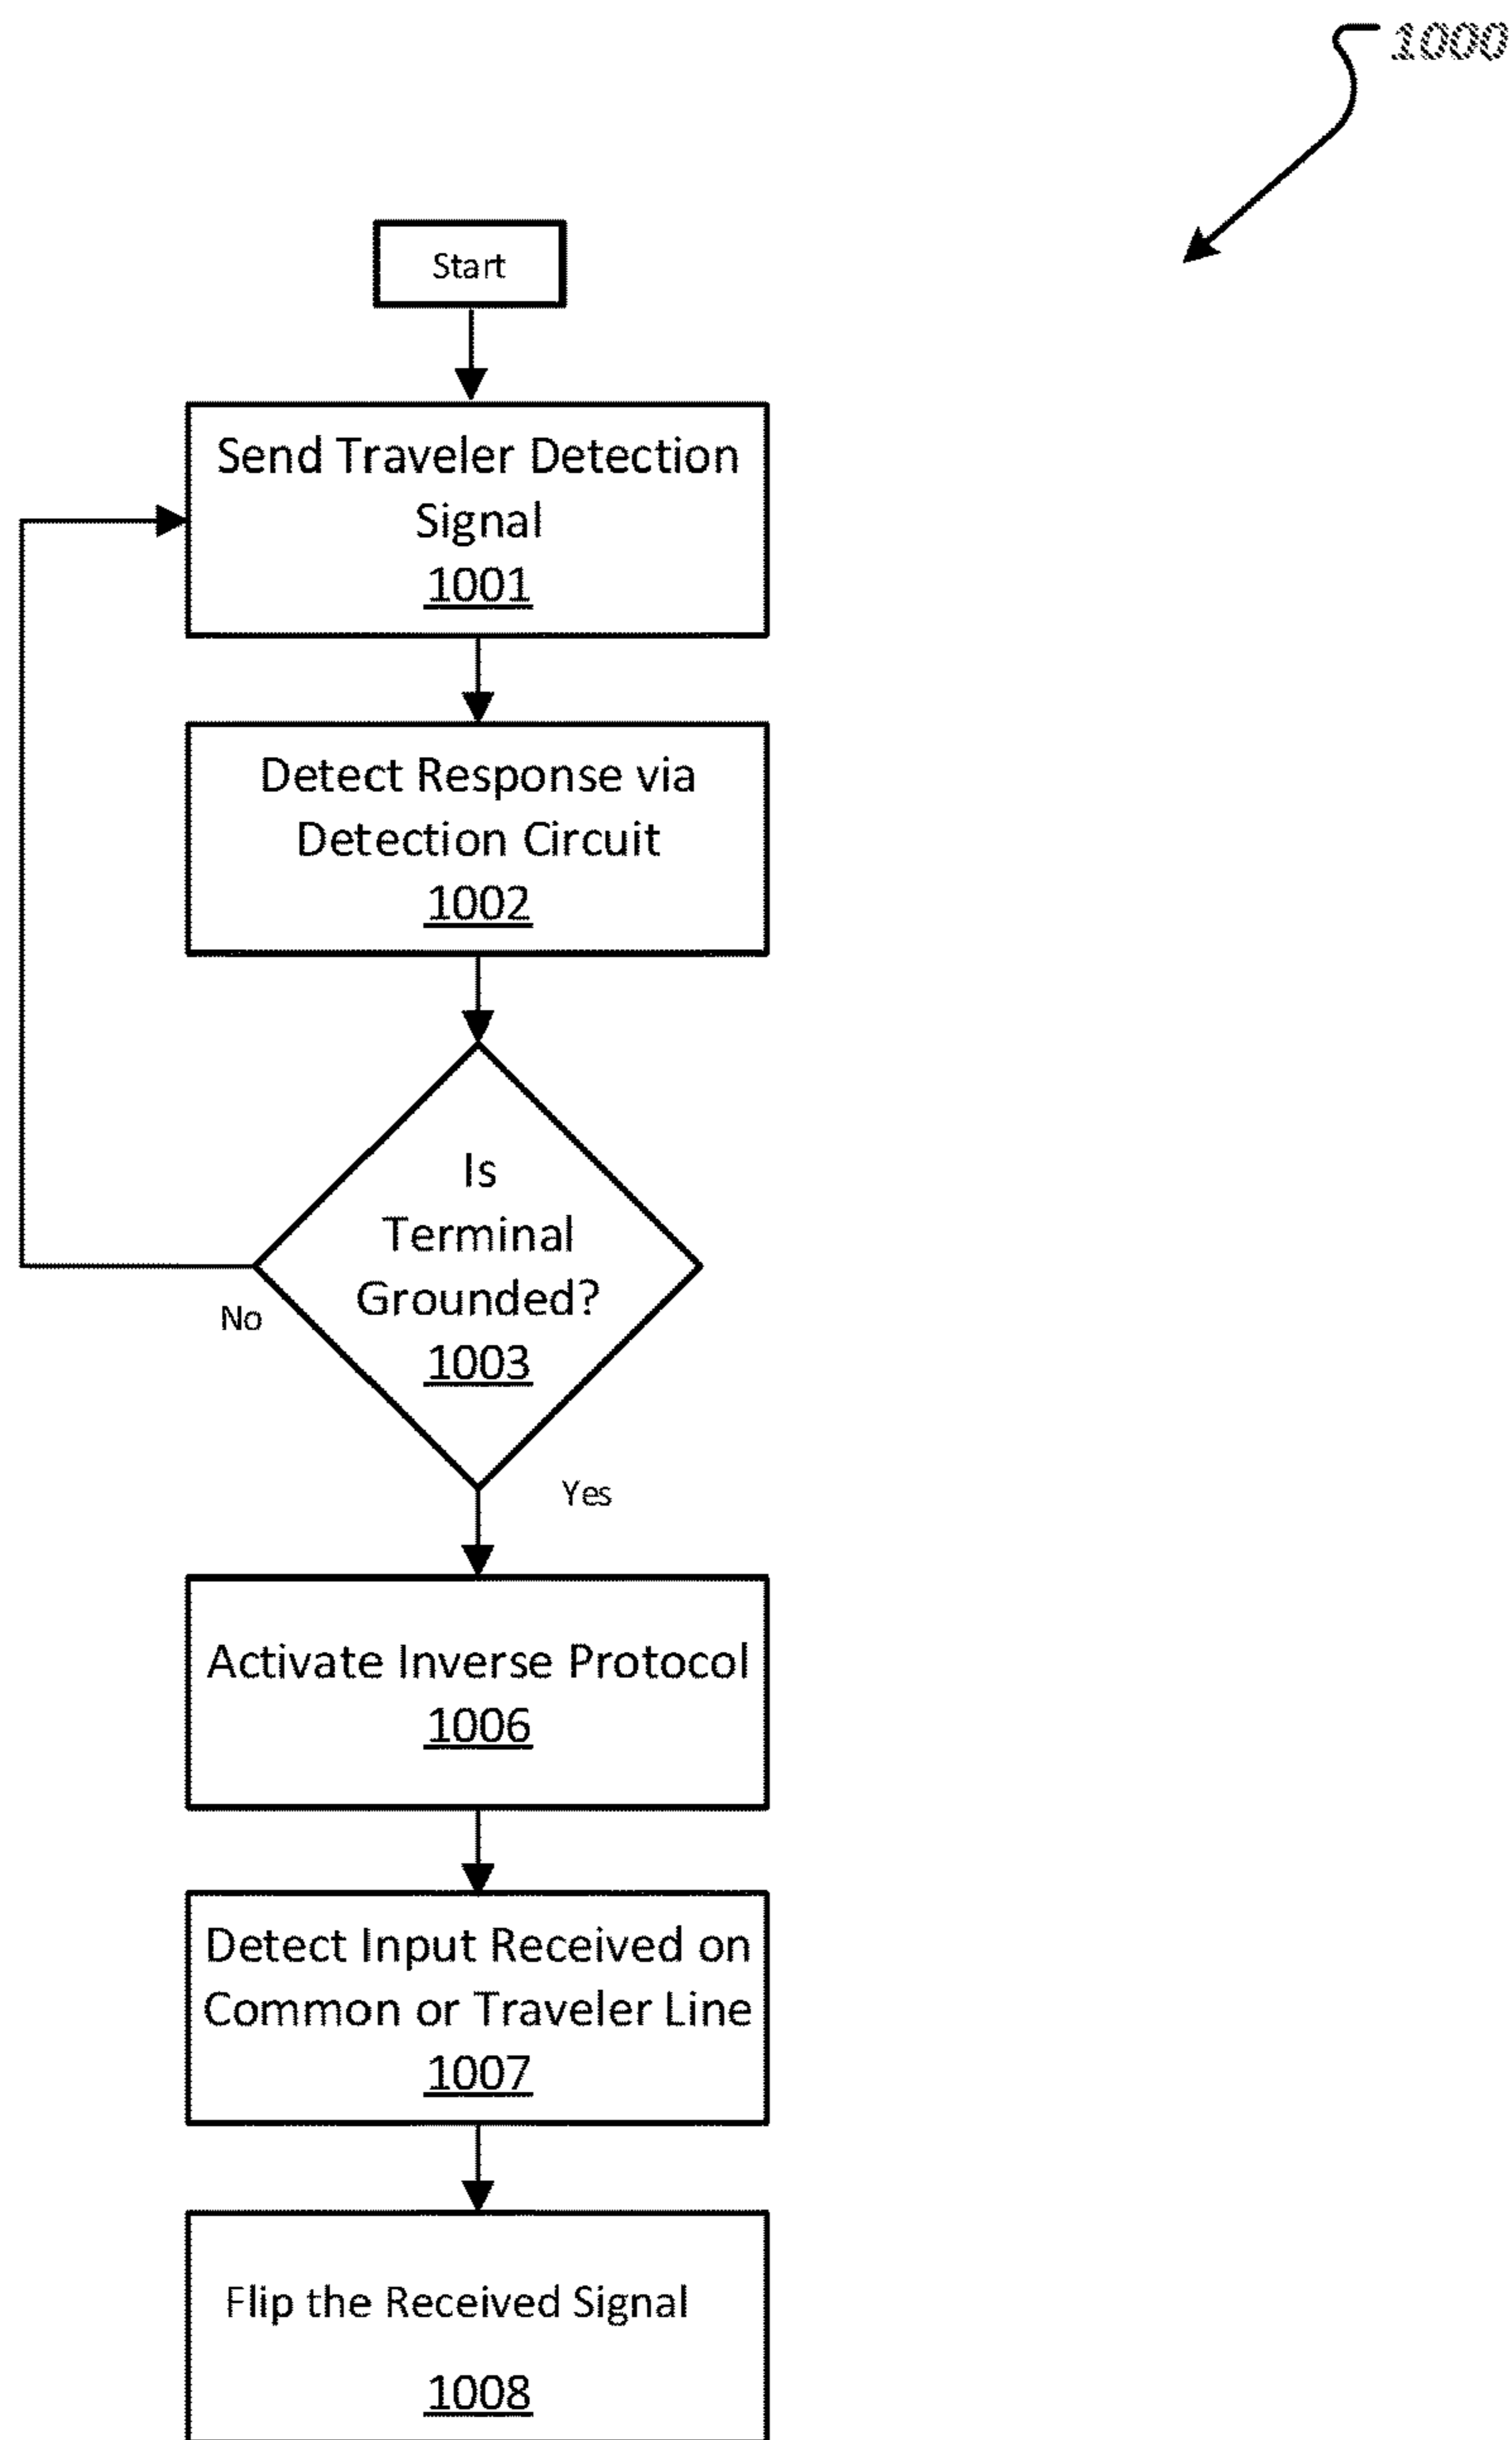 1000
Start
Send Traveler Detection
Signal
1001
Detect Response via
Detection Circuit
1002
Is
Terminal
Grounded?
1003
No
Yes
Activate Inverse Protocol
1006
Detect Input Received on
Common or Traveler Line
1007
Flip the Received Signal
1008